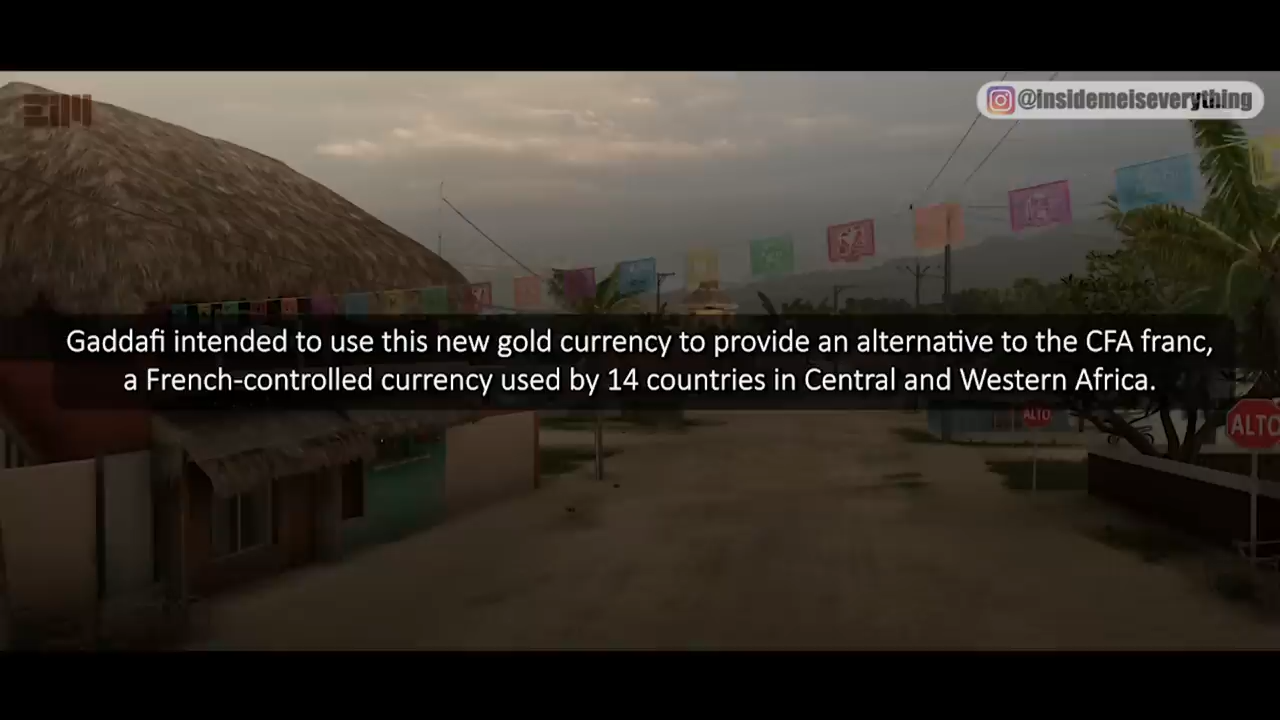 @insidemeiseverything
Gaddafi intended to use this new gold currency to provide an alternative to the CFA franc,
a French-controlled currency used by 14 countries in Central and Western Africa.
ALTO
ALTO